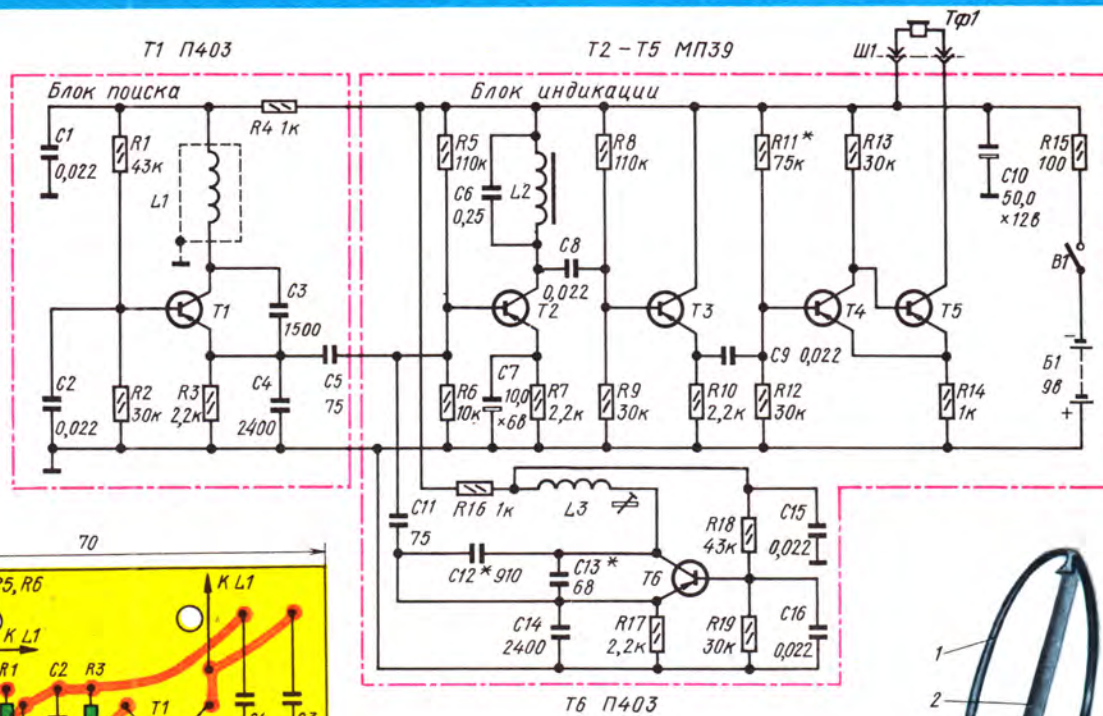 Т1 П403
Т2 – Т5 МП39
Тф1
Ш1
Блок поиска
Блок индикации
C1
0,022
R1
43к
R4 1к
L1
T1
C2
0,022
R2
30к
R3
2,2к
C3
1500
C4
2400
C5
75
R5
110к
C6
0,25
L2
C8
0,022
T2
R6
10к
C7
10,0
×6в
R7
2,2к
R8
110к
T3
R9
30к
R10
2,2к
C9 0,022
R11*
75к
R12
30к
R13
30к
T4
T5
R14
1к
C10
50,0
×12в
R15
100
В1
Б1
9в
–
+
C11
75
R16 1к
L3
C12* 910
C13*
68
C14
2400
R17
2,2к
T6
R18
43к
R19
30к
C15
0,022
C16
0,022
Т6 П403
70
R6
К L1
К L1
R1
C2
R3
T1
1
2